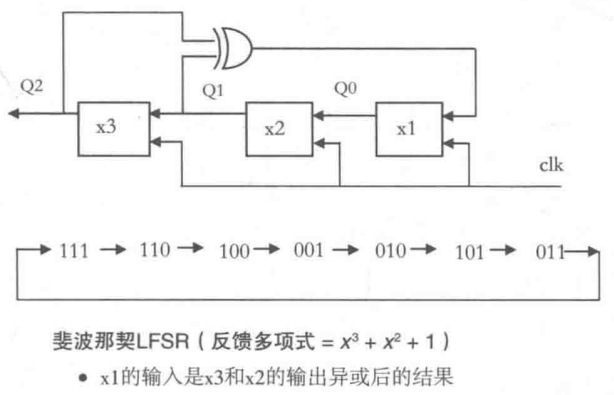 Q2
Q1
Q0
x3
x2
x1
clk
111 110 100 001 010 101 011
斐波那契LFSR（反馈多项式 = x³ + x² + 1）
• x1的输入是x3和x2的输出异或后的结果